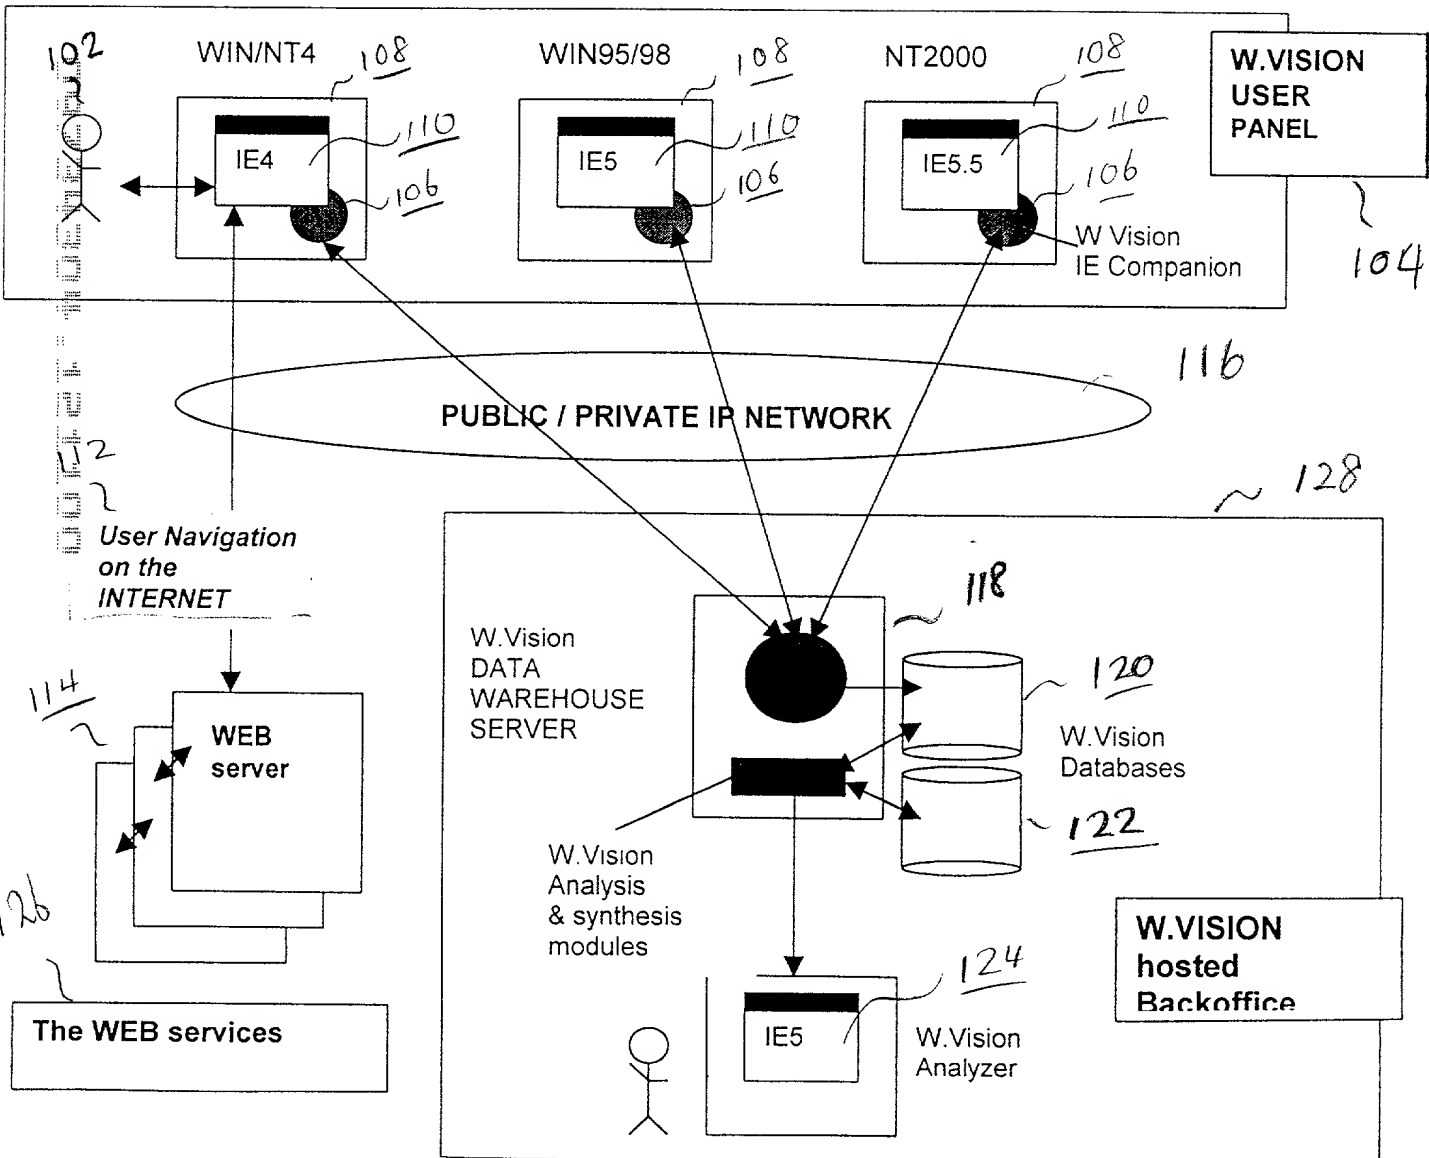 102
WIN/NT4
108
WIN95/98
108
NT2000
108
W.VISION
USER
PANEL
110
110
110
IE4
IE5
IE5.5
106
106
106
W Vision
IE Companion
104
116
PUBLIC / PRIVATE IP NETWORK
112
128
User Navigation
on the
INTERNET
118
W.Vision
DATA
WAREHOUSE
SERVER
120
114
WEB
server
W.Vision
Databases
122
W.Vision
Analysis
& synthesis
modules
126
W.VISION
hosted
Backoffice
124
The WEB services
IE5
W.Vision
Analyzer